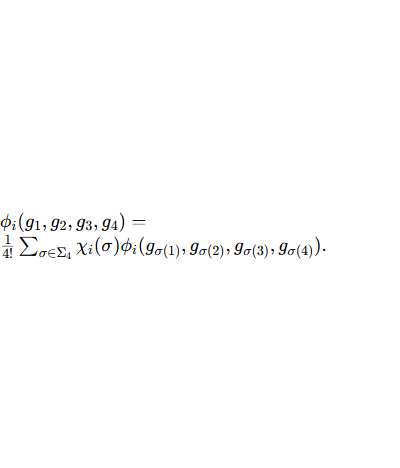 ϕ_i(g_1, g_2, g_3, g_4) =
\frac{1}{4!} ∑_{σ∈Σ_4} χ_i(σ)ϕ_i(g_{σ(1)}, g_{σ(2)}, g_{σ(3)}, g_{σ(4)}).